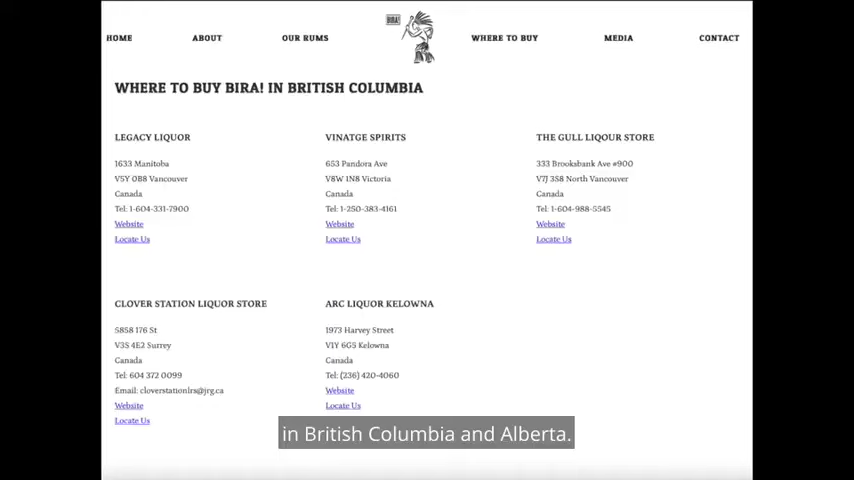 BIRA!
HOME ABOUT OUR RUMS WHERE TO BUY MEDIA CONTACT
WHERE TO BUY BIRA! IN BRITISH COLUMBIA
LEGACY LIQUOR
1633 Manitoba
V5Y 0B8 Vancouver
Canada
Tel: 1-604-331-7900
Website
Locate Us
VINATGE SPIRITS
653 Pandora Ave
V8W 1N8 Victoria
Canada
Tel: 1-250-383-4161
Website
Locate Us
THE GULL LIQOUR STORE
333 Brooksbank Ave #900
V7J 3S8 North Vancouver
Canada
Tel: 1-604-988-5545
Website
Locate Us
CLOVER STATION LIQUOR STORE
5858 176 St
V3S 4E2 Surrey
Canada
Tel: 604 372 0099
Email: cloverstationlrs@jrg.ca
Website
Locate Us
ARC LIQUOR KELOWNA
1973 Harvey Street
V1Y 6G5 Kelowna
Canada
Tel: (236) 420-4060
Website
Locate Us
in British Columbia and Alberta.